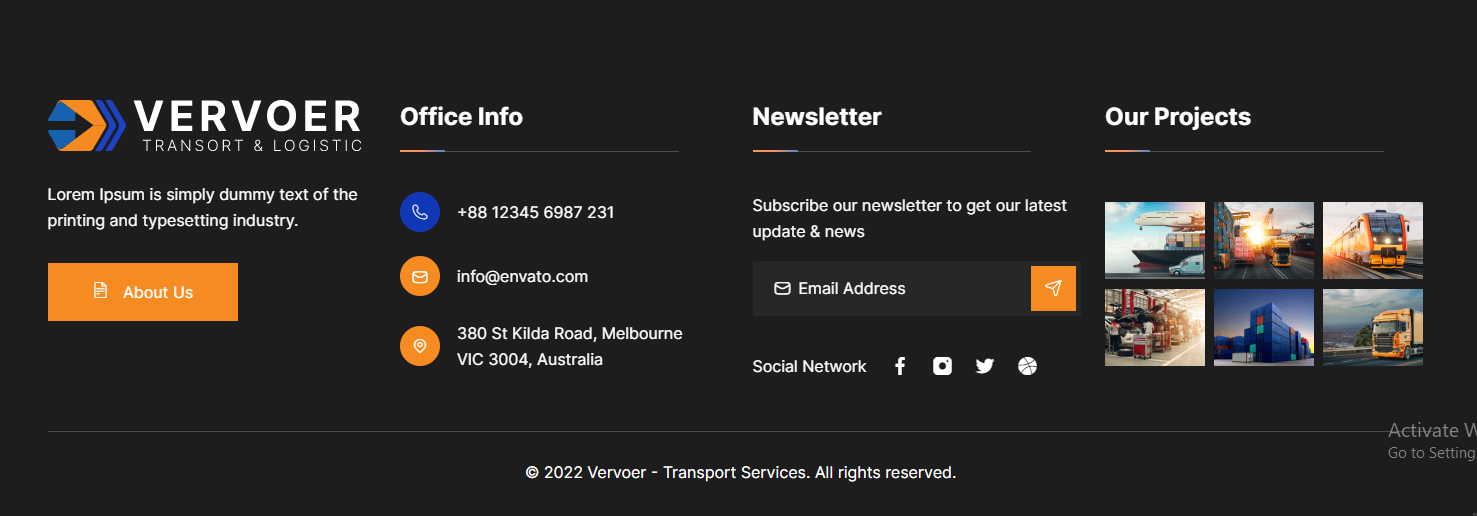 VERVOER
TRANSORT & LOGISTIC
Lorem Ipsum is simply dummy text of the
printing and typesetting industry.
About Us
Office Info
+88 12345 6987 231
info@envato.com
380 St Kilda Road, Melbourne
VIC 3004, Australia
Newsletter
Subscribe our newsletter to get our latest
update & news
Email Address
Social Network
Our Projects
Activate W
Go to Setting
© 2022 Vervoer - Transport Services. All rights reserved.